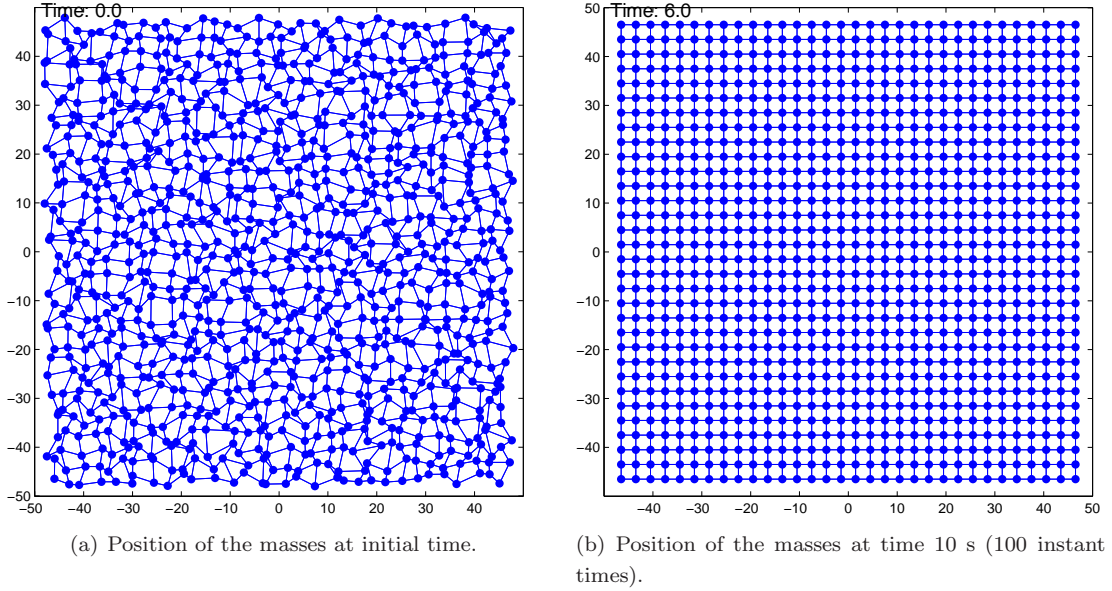 Time: 0.0
40
30
20
10
0
−10
−20
−30
−40
−50
−50 −40 −30 −20 −10 0 10 20 30 40
(a) Position of the masses at initial time.
Time: 6.0
50
40
30
20
10
0
−10
−20
−30
−40
−40 −30 −20 −10 0 10 20 30 40 50
(b) Position of the masses at time 10 s (100 instant
times).